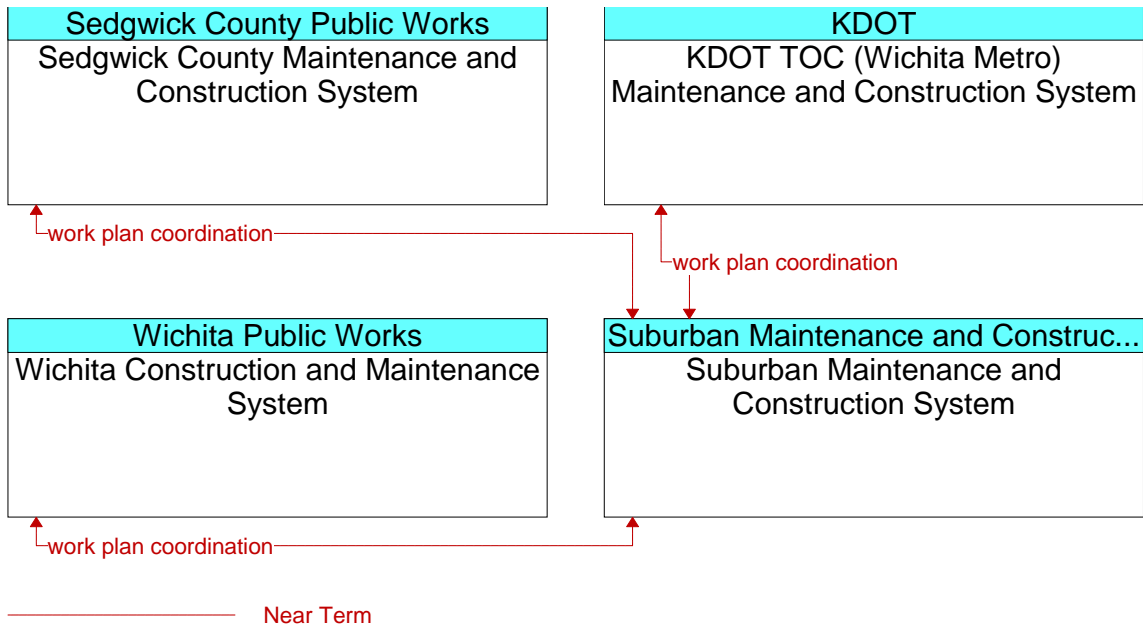 Sedgwick County Public Works
Sedgwick County Maintenance and
Construction System
KDOT
KDOT TOC (Wichita Metro)
Maintenance and Construction System
work plan coordination
work plan coordination
Wichita Public Works
Wichita Construction and Maintenance
System
Suburban Maintenance and Construc...
Suburban Maintenance and
Construction System
work plan coordination
Near Term